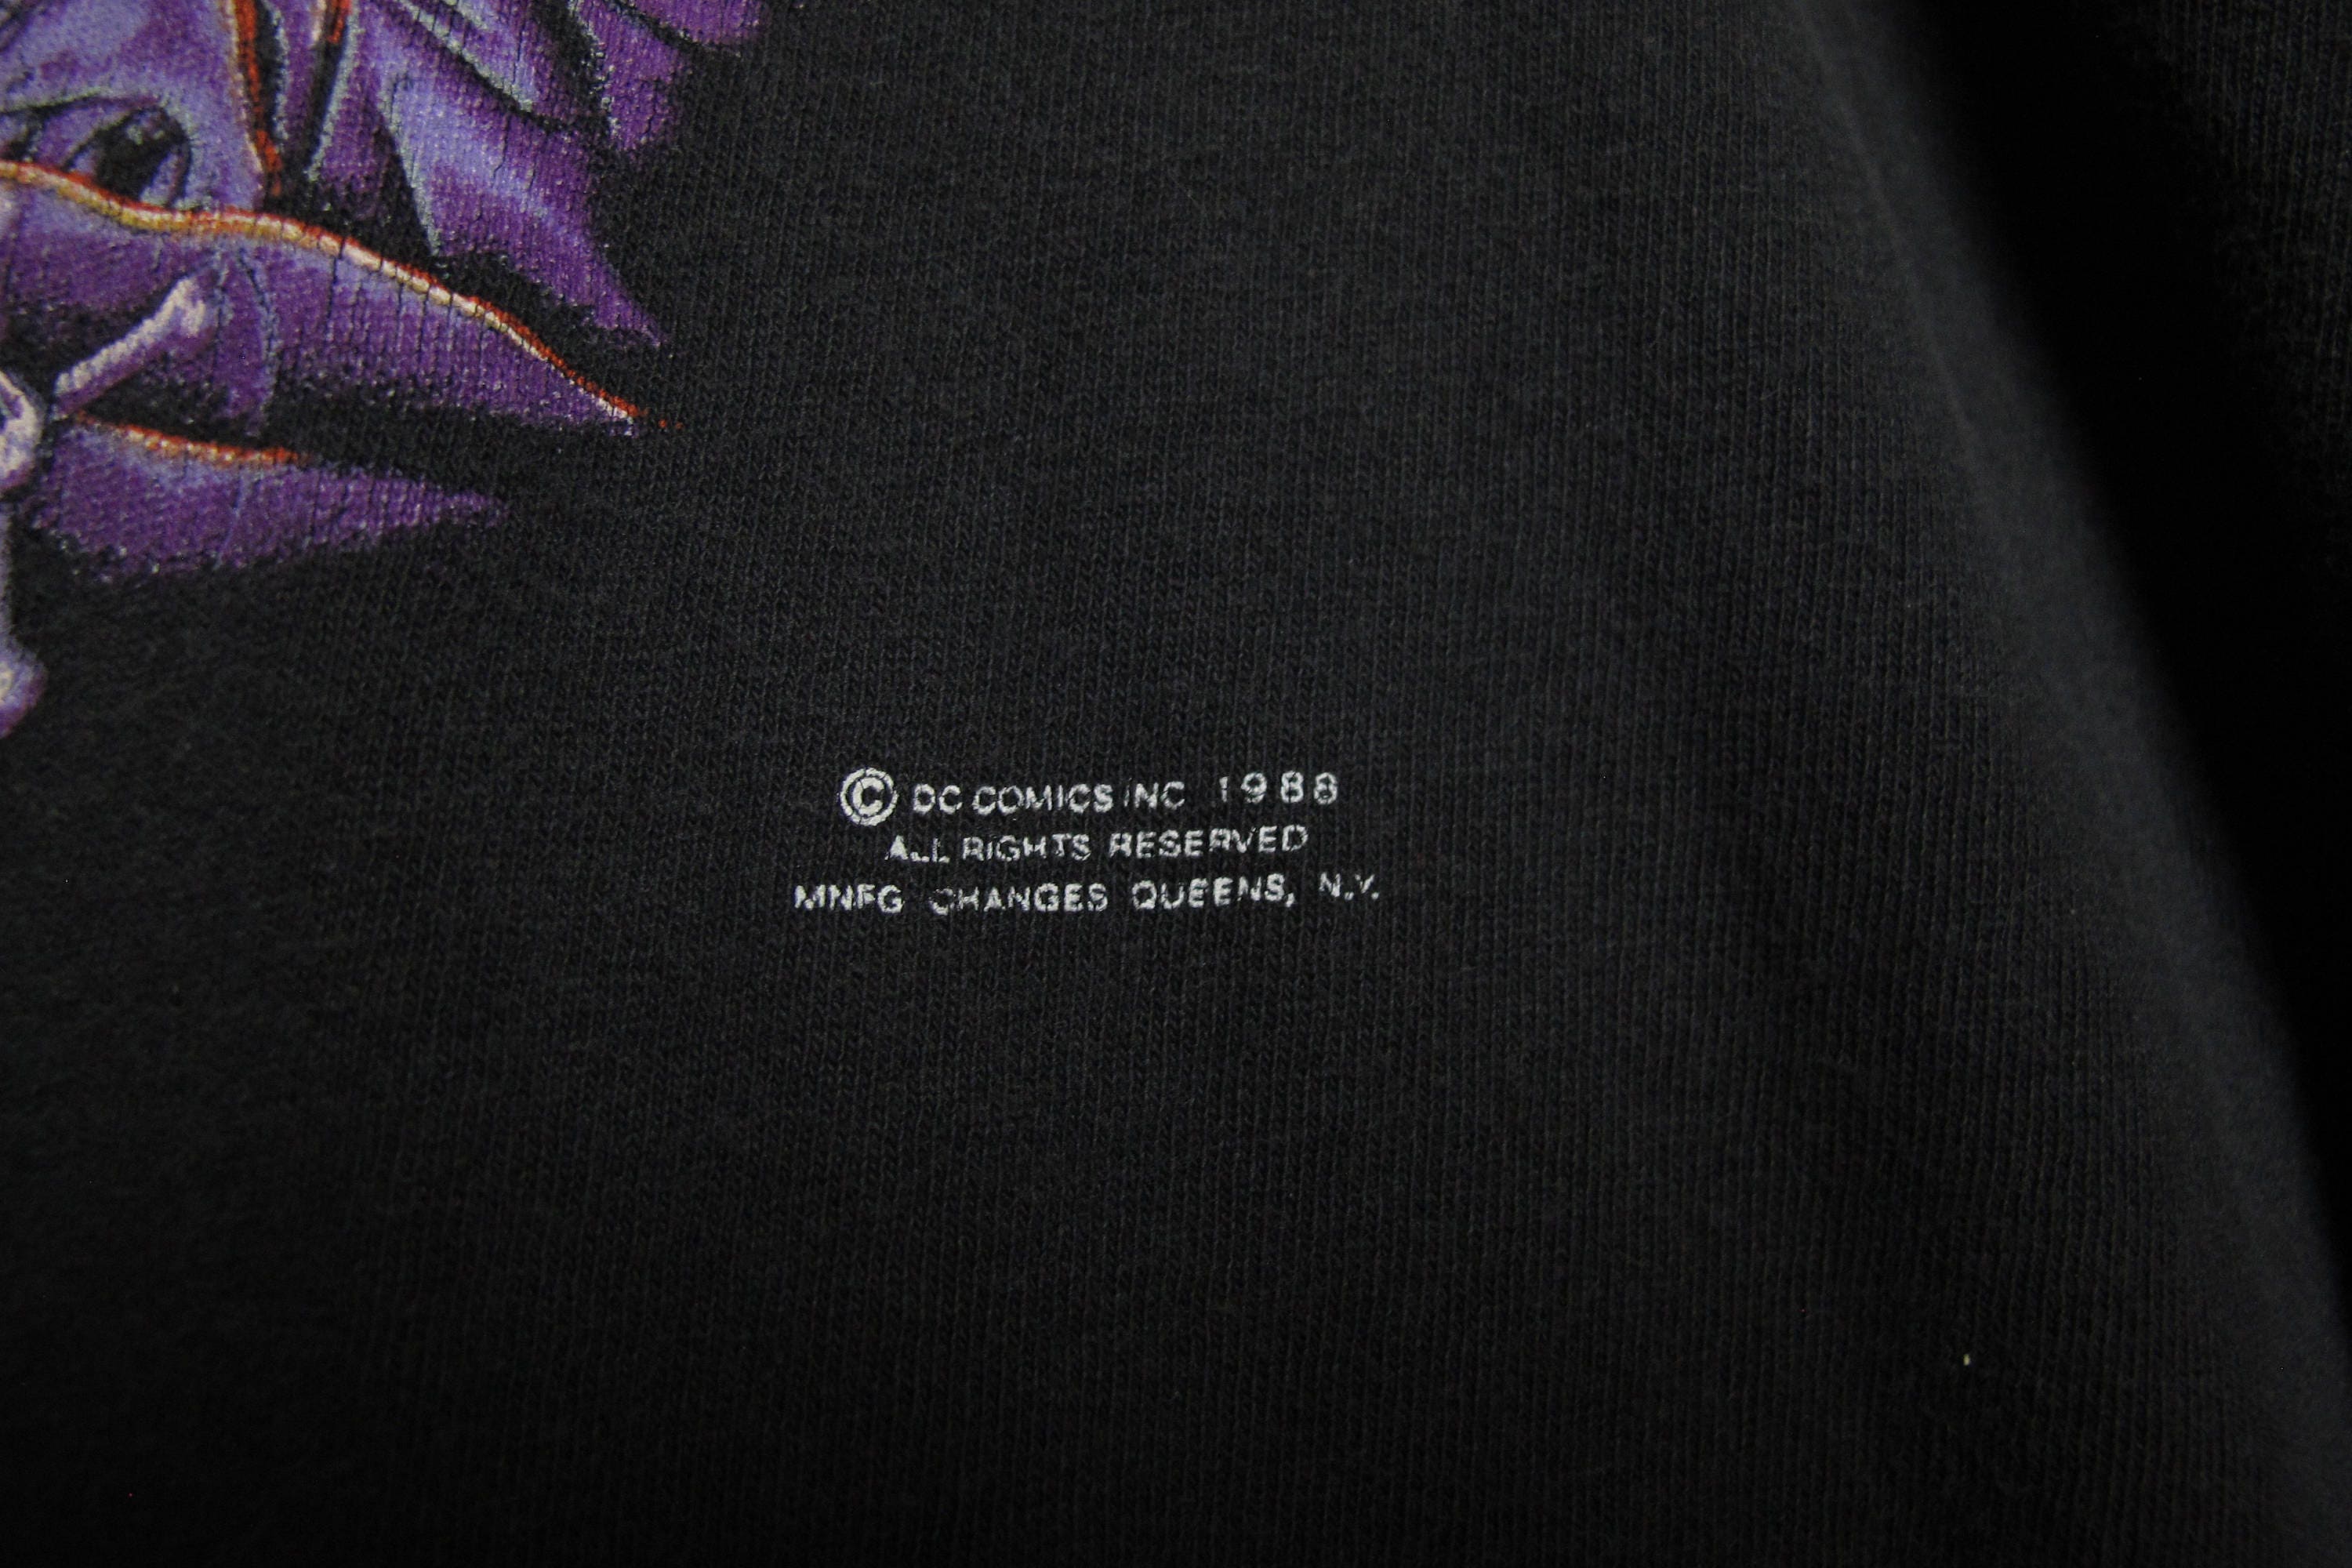 © DC COMICS INC 1988
ALL RIGHTS RESERVED
MNFG CHANGES QUEENS, N.Y.